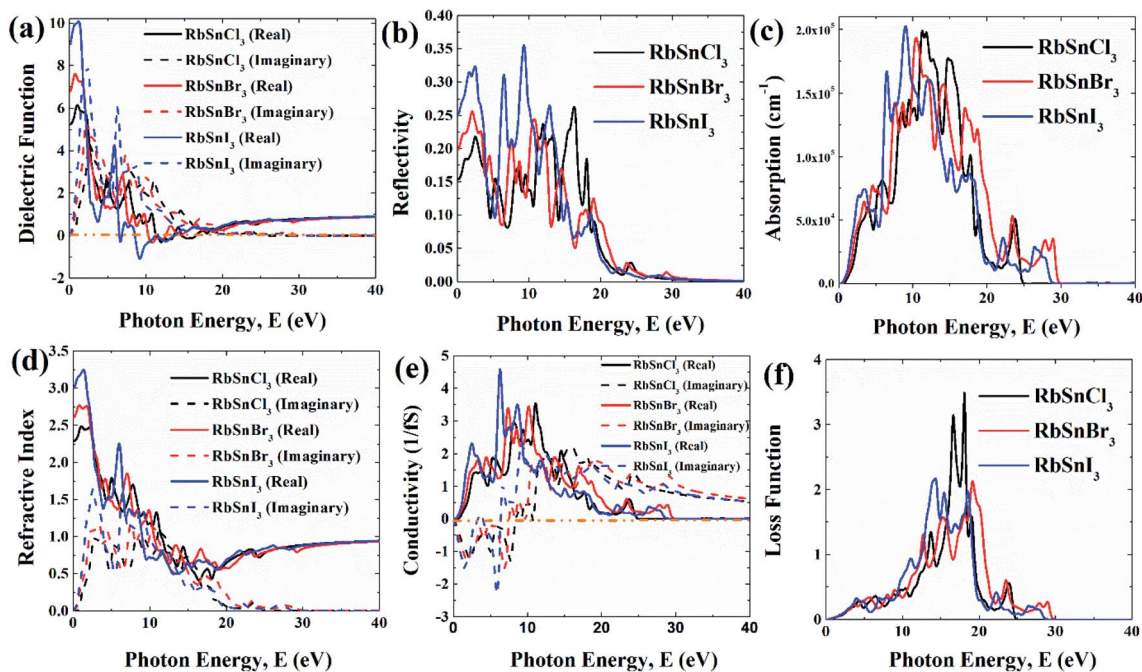 (a)
RbSnCl3 (Real)
RbSnCl3 (Imaginary)
RbSnBr3 (Real)
RbSnBr3 (Imaginary)
RbSnI3 (Real)
RbSnI3 (Imaginary)
Dielectric Function
10
8
6
4
2
0
-2
0 10 20 30 40
Photon Energy, E (eV)
(b)
RbSnCl3
RbSnBr3
RbSnI3
Reflectivity
0.40
0.35
0.30
0.25
0.20
0.15
0.10
0.05
0.00
0 10 20 30 40
Photon Energy, E (eV)
(c)
RbSnCl3
RbSnBr3
RbSnI3
Absorption (cm-1)
2.0x10^5
1.5x10^5
1.0x10^5
5.0x10^4
0.0
0 10 20 30 40
Photon Energy, E (eV)
(d)
RbSnCl3 (Real)
RbSnCl3 (Imaginary)
RbSnBr3 (Real)
RbSnBr3 (Imaginary)
RbSnI3 (Real)
RbSnI3 (Imaginary)
Refractive Index
3.5
3.0
2.5
2.0
1.5
1.0
0.5
0.0
0 10 20 30 40
Photon Energy, E (eV)
(e)
RbSnCl3 (Real)
RbSnCl3 (Imaginary)
RbSnBr3 (Real)
RbSnBr3 (Imaginary)
RbSnI3 (Real)
RbSnI3 (Imaginary)
Conductivity (1/fS)
5
4
3
2
1
0
-1
-2
-3
0 10 20 30 40
Photon Energy, E (eV)
(f)
RbSnCl3
RbSnBr3
RbSnI3
Loss Function
4
3
2
1
0
0 10 20 30 40
Photon Energy, E (eV)